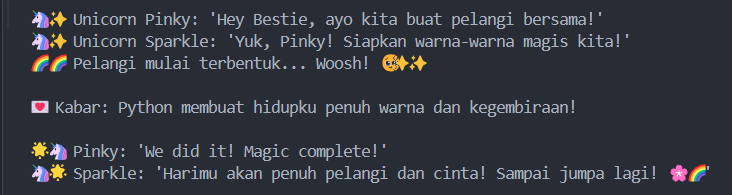 🦄✨ Unicorn Pinky: 'Hey Bestie, ayo kita buat pelangi bersama!'
🦄✨ Unicorn Sparkle: 'Yuk, Pinky! Siapkan warna-warna magis kita!'
🌈🌈 Pelangi mulai terbentuk... Woosh! 🥰✨✨
💌 Kabar: Python membuat hidupku penuh warna dan kegembiraan!
🌟🦄 Pinky: 'We did it! Magic complete!'
🦄🌟 Sparkle: 'Harimu akan penuh pelangi dan cinta! Sampai jumpa lagi! 🌸🌈'